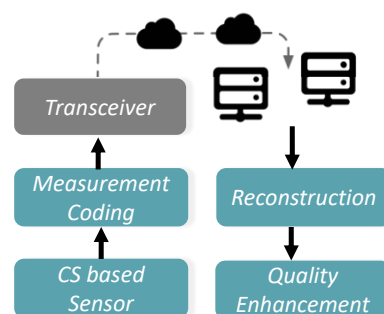 Transceiver
Measurement
Coding
CS based
Sensor
Reconstruction
Quality
Enhancement